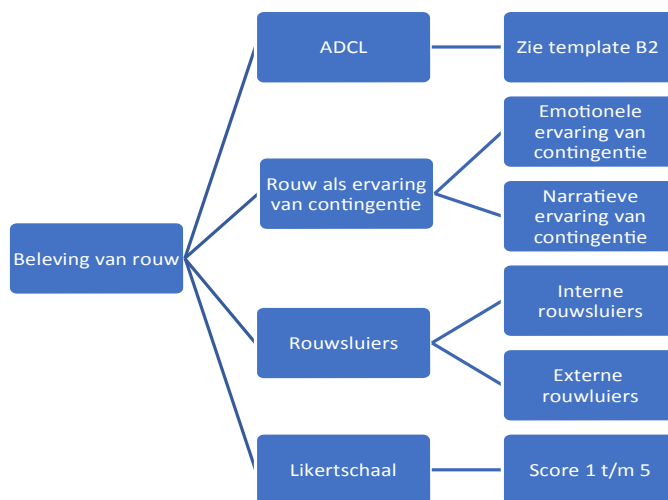 Beleving van rouw
ADCL
Zie template B2
Rouw als ervaring
van contingentie
Emotionele
ervaring van
contingentie
Narratieve
ervaring van
contingentie
Rouwsluiers
Interne
rouwsluiers
Externe
rouwluiers
Likertschaal
Score 1 t/m 5